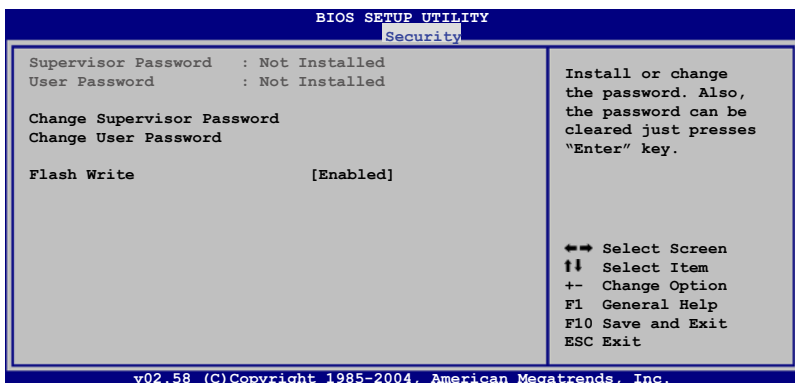 BIOS SETUP UTILITY
Security
Supervisor Password : Not Installed
User Password : Not Installed
Change Supervisor Password
Change User Password
Flash Write [Enabled]
Install or change
the password. Also,
the password can be
cleared just presses
“Enter” key.
←→ Select Screen
↑↓ Select Item
+- Change Option
F1 General Help
F10 Save and Exit
ESC Exit
v02.58 (C)Copyright 1985-2004, American Megatrends, Inc.